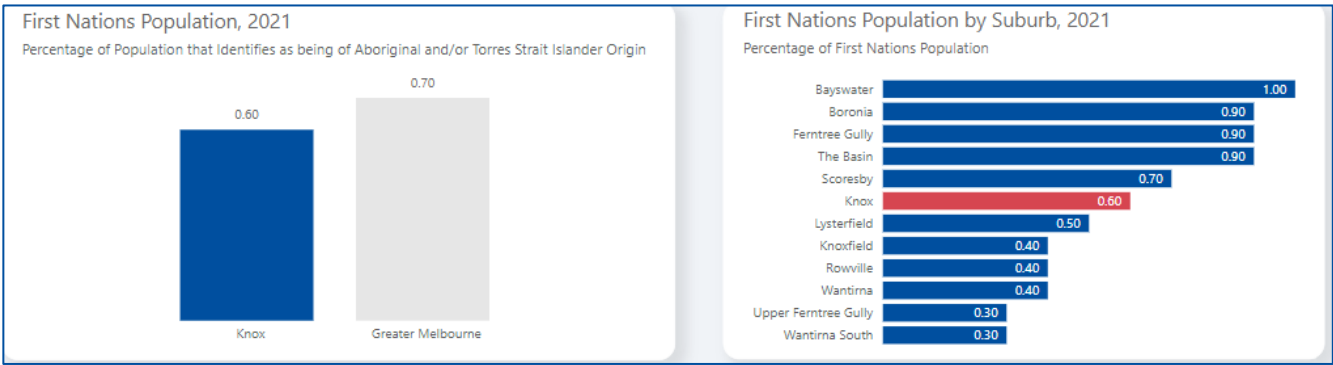 First Nations Population, 2021
Percentage of Population that Identifies as being of Aboriginal and/or Torres Strait Islander Origin
0.60
0.70
Knox
Greater Melbourne
First Nations Population by Suburb, 2021
Percentage of First Nations Population
Bayswater 1.00
Boronia 0.90
Ferntree Gully 0.90
The Basin 0.90
Scoresby 0.70
Knox 0.60
Lysterfield 0.50
Knoxfield 0.40
Rowville 0.40
Wantirna 0.40
Upper Ferntree Gully 0.30
Wantirna South 0.30